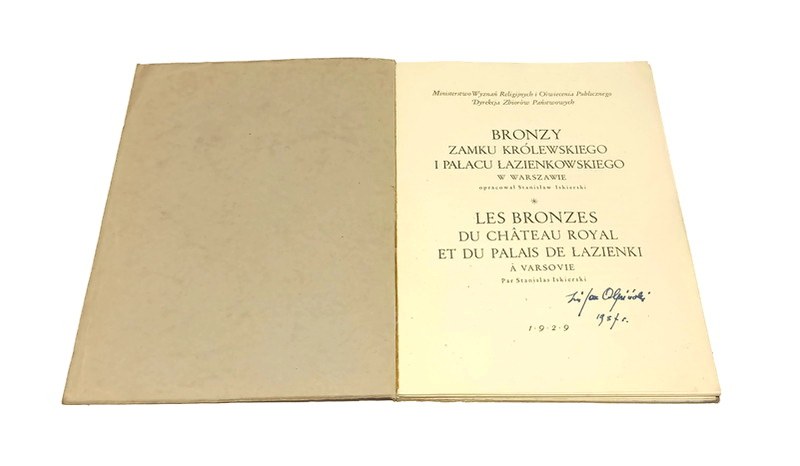 Ministerstwo Wyznań Religijnych i Oświecenia Publicznego
Dyrekcja Zbiorów Państwowych
BRONZY
ZAMKU KRÓLEWSKIEGO
I PAŁACU ŁAZIENKOWSKIEGO
W WARSZAWIE
opracował Stanisław Iskierski
*
LES BRONZES
DU CHÂTEAU ROYAL
ET DU PALAIS DE LAZIENKI
À VARSOVIE
Par Stanislas Iskierski
1987 r.
1·9·2·9